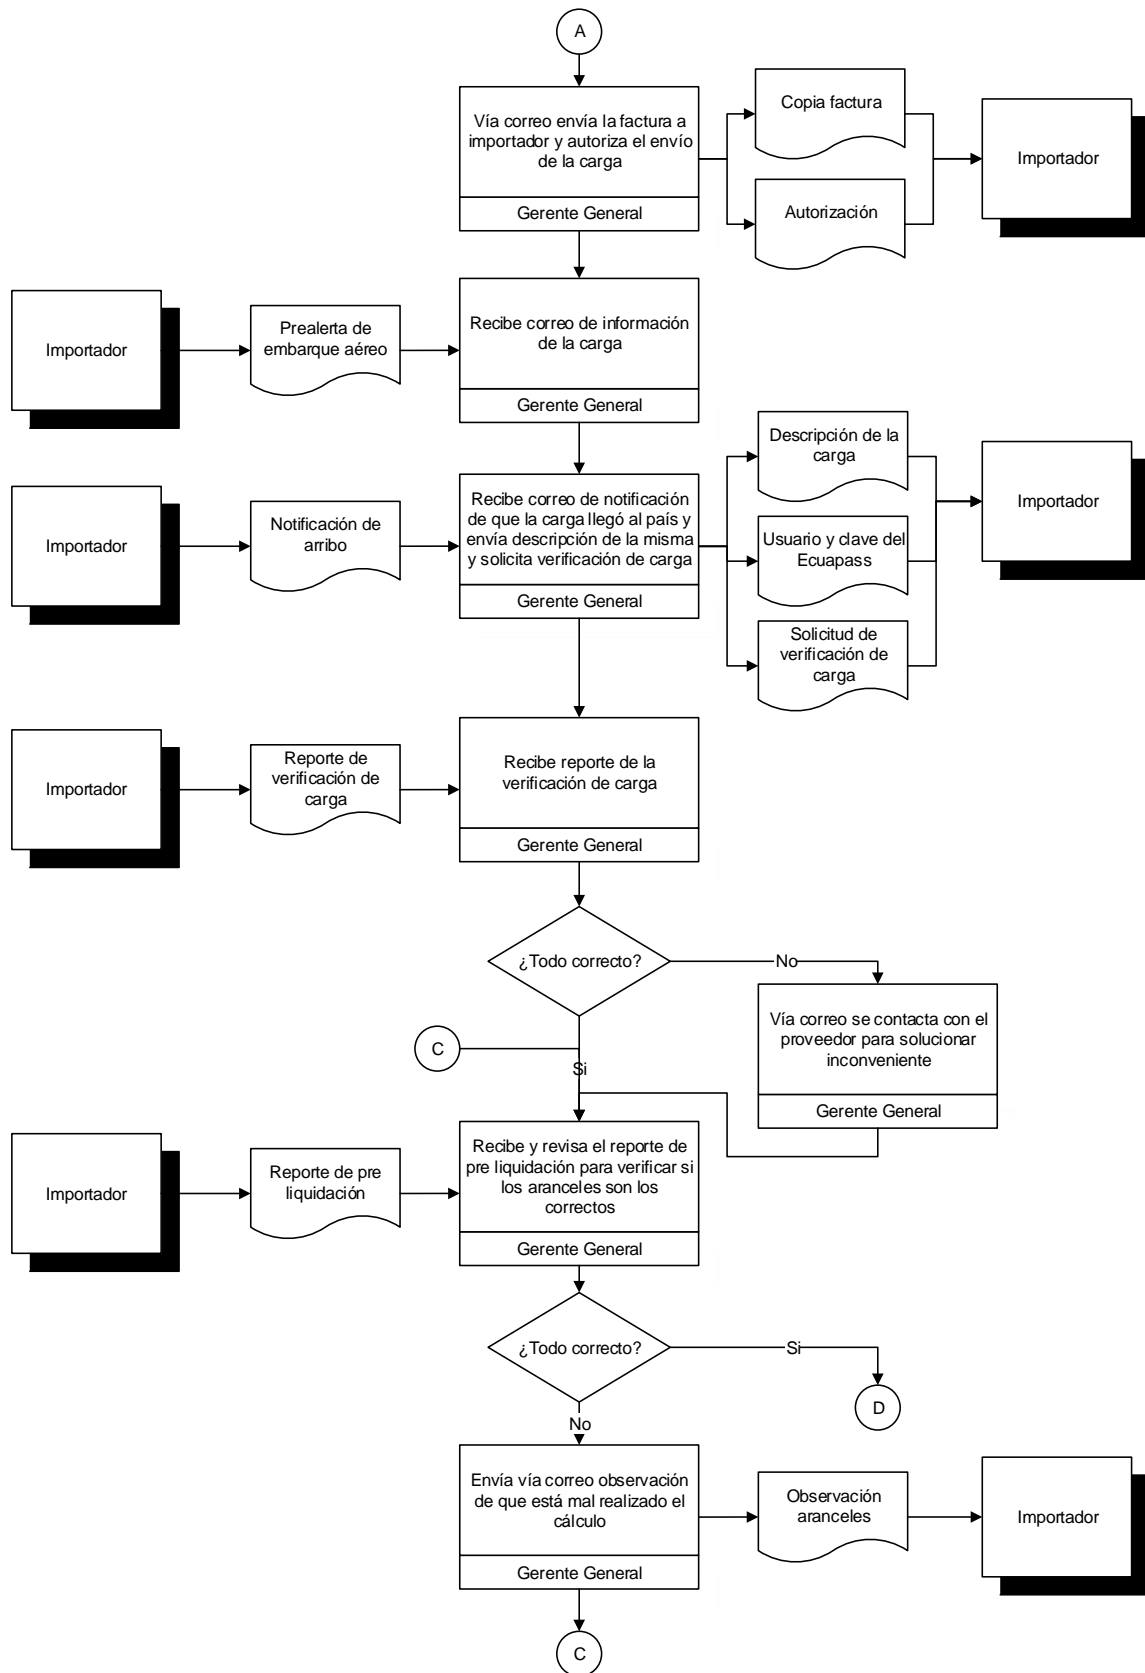 A
Vía correo envía la factura a
importador y autoriza el envío
de la carga
Gerente General
Copia factura
Autorización
Importador
Importador
Prealerta de
embarque aéreo
Recibe correo de información
de la carga
Gerente General
Importador
Notificación de
arribo
Recibe correo de notificación
de que la carga llegó al país y
envía descripción de la misma
y solicita verificación de carga
Gerente General
Descripción de la
carga
Usuario y clave del
Ecuapass
Solicitud de
verificación de
carga
Importador
Importador
Reporte de
verificación de
carga
Recibe reporte de la
verificación de carga
Gerente General
¿Todo correcto?
No
Vía correo se contacta con el
proveedor para solucionar
inconveniente
Gerente General
C
Si
Importador
Reporte de pre
liquidación
Recibe y revisa el reporte de
pre liquidación para verificar si
los aranceles son los
correctos
Gerente General
¿Todo correcto?
Si
D
No
Envía vía correo observación
de que está mal realizado el
cálculo
Gerente General
Observación
aranceles
Importador
C